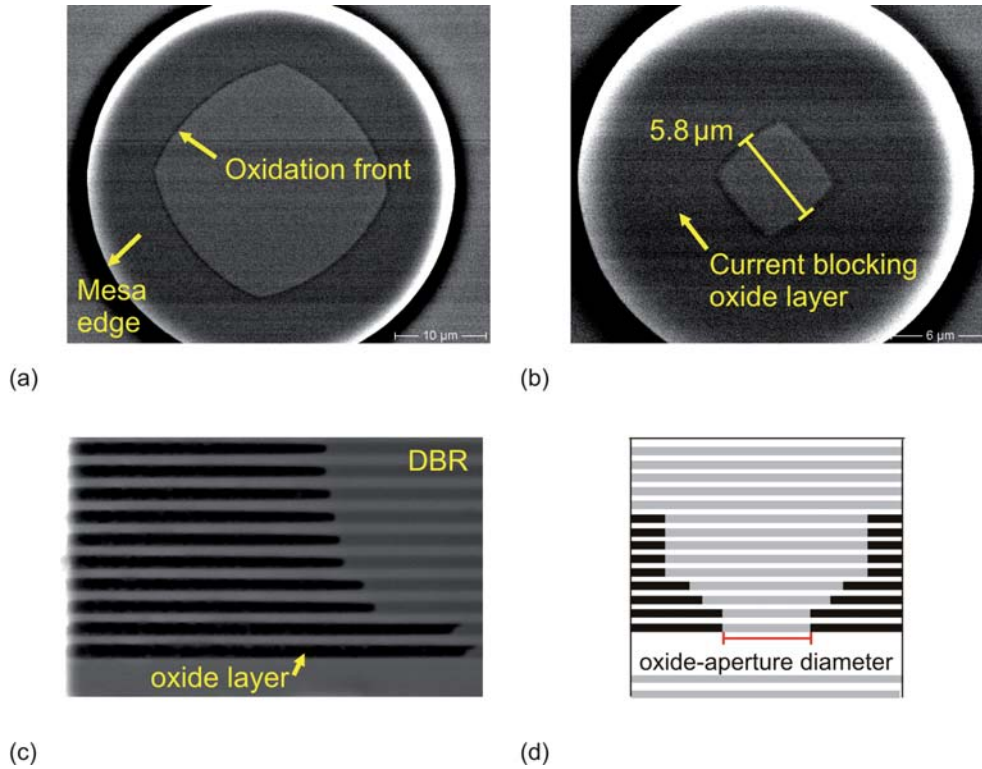 Oxidation front
Mesa
edge
10 µm
5.8 µm
Current blocking
oxide layer
6 µm
(a)
(b)
DBR
oxide layer
oxide-aperture diameter
(c)
(d)